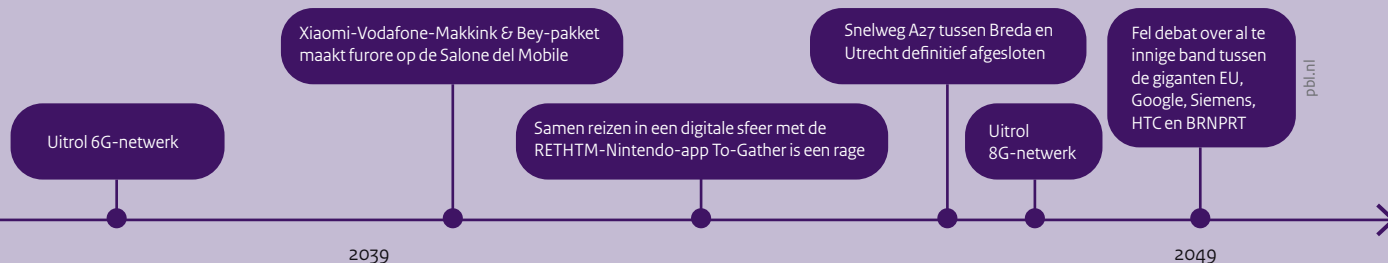 Uitrol 6G-netwerk
Xiaomi-Vodafone-Makkink & Bey-pakket
maakt furore op de Salone del Mobile
Samen reizen in een digitale sfeer met de
RETHTM-Nintendo-app To-Gather is een rage
Snelweg A27 tussen Breda en
Utrecht definitief afgesloten
Uitrol
8G-netwerk
Fel debat over al te
innige band tussen
de giganten EU,
Google, Siemens,
HTC en BRNPRT
pbl.nl
2039
2049